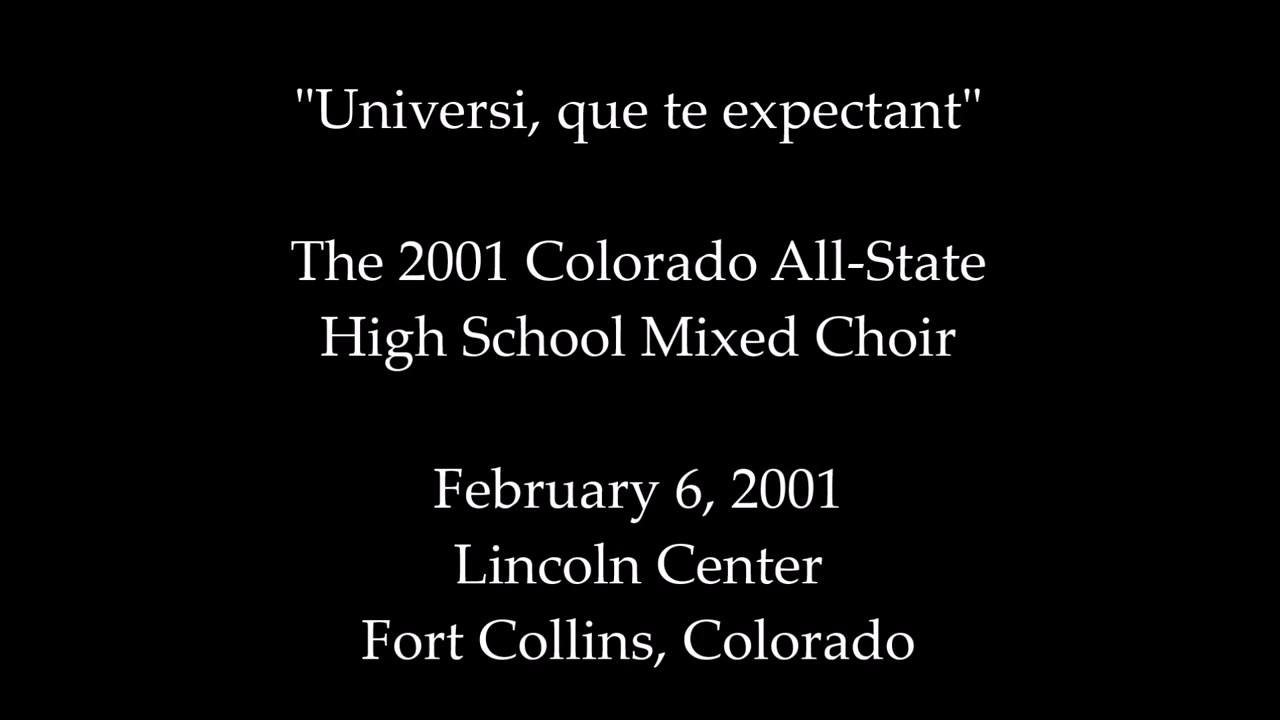 "Universi, que te expectant"
The 2001 Colorado All-State
High School Mixed Choir
February 6, 2001
Lincoln Center
Fort Collins, Colorado